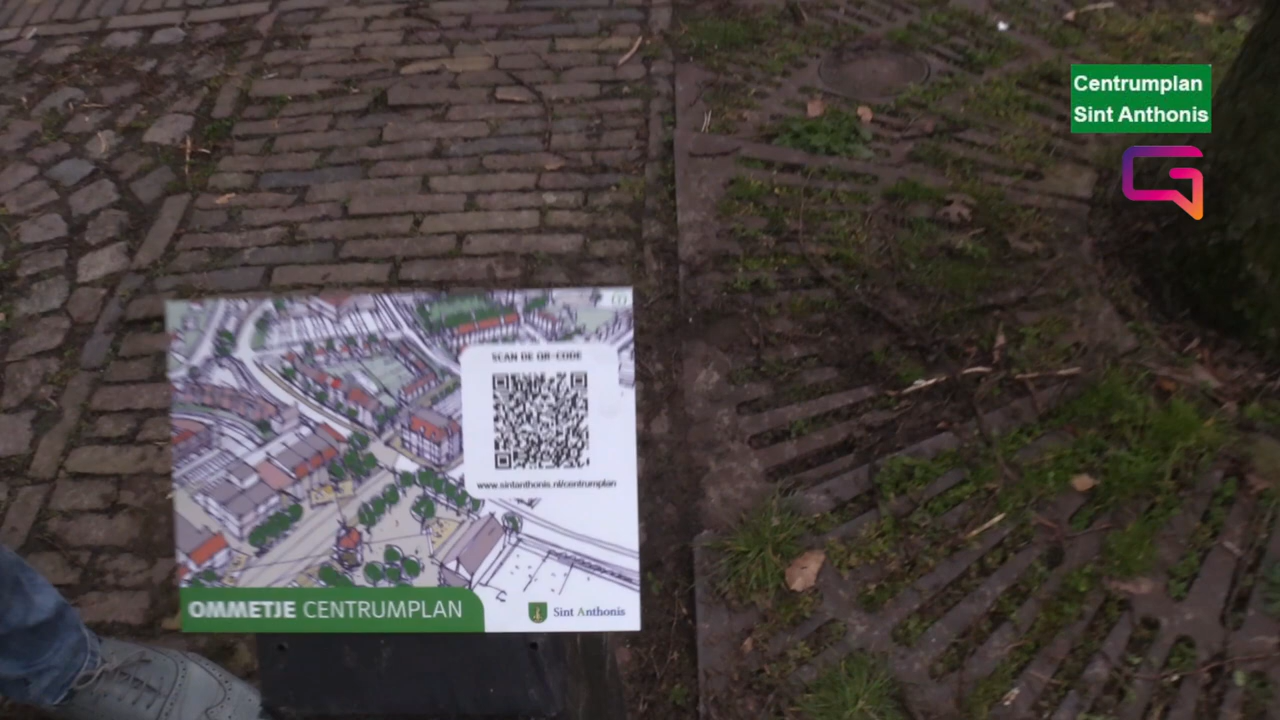 Centrumplan
Sint Anthonis
SCAN DE QR-CODE
www.sintanthonis.nl/centrumplan
OMMETJE CENTRUMPLAN
Sint Anthonis